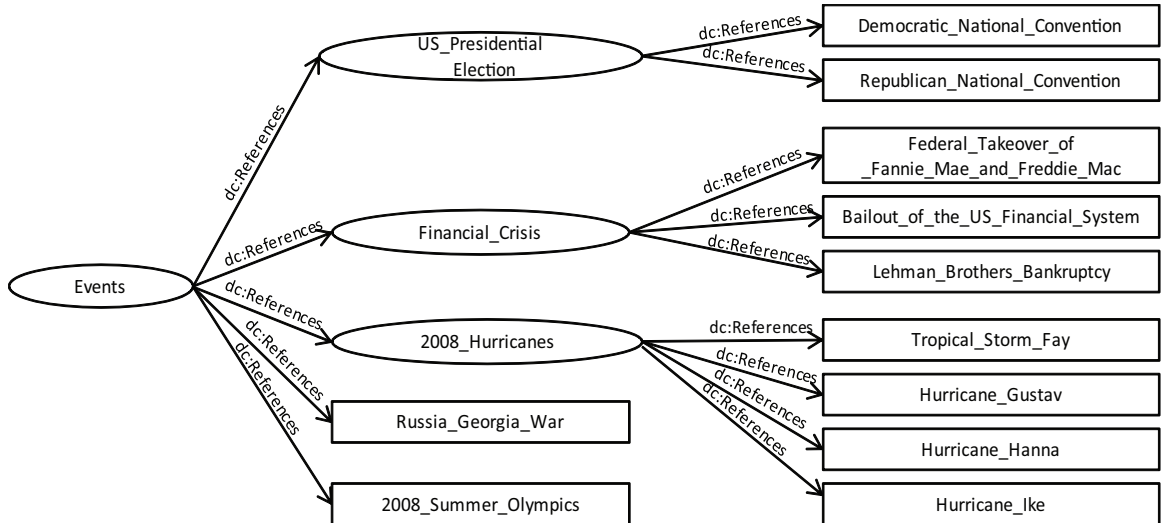 US_Presidential
Election
dc:References
Democratic_National_Convention
dc:References
Republican_National_Convention
dc:References
Federal_Takeover_of
_Fannie_Mae_and_Freddie_Mac
dc:References
dc:References
Financial_Crisis
dc:References
Bailout_of_the_US_Financial_System
dc:References
Lehman_Brothers_Bankruptcy
Events
dc:References
2008_Hurricanes
dc:References
Tropical_Storm_Fay
dc:References
Hurricane_Gustav
dc:References
Hurricane_Hanna
dc:References
Hurricane_Ike
dc:References
Russia_Georgia_War
dc:References
2008_Summer_Olympics